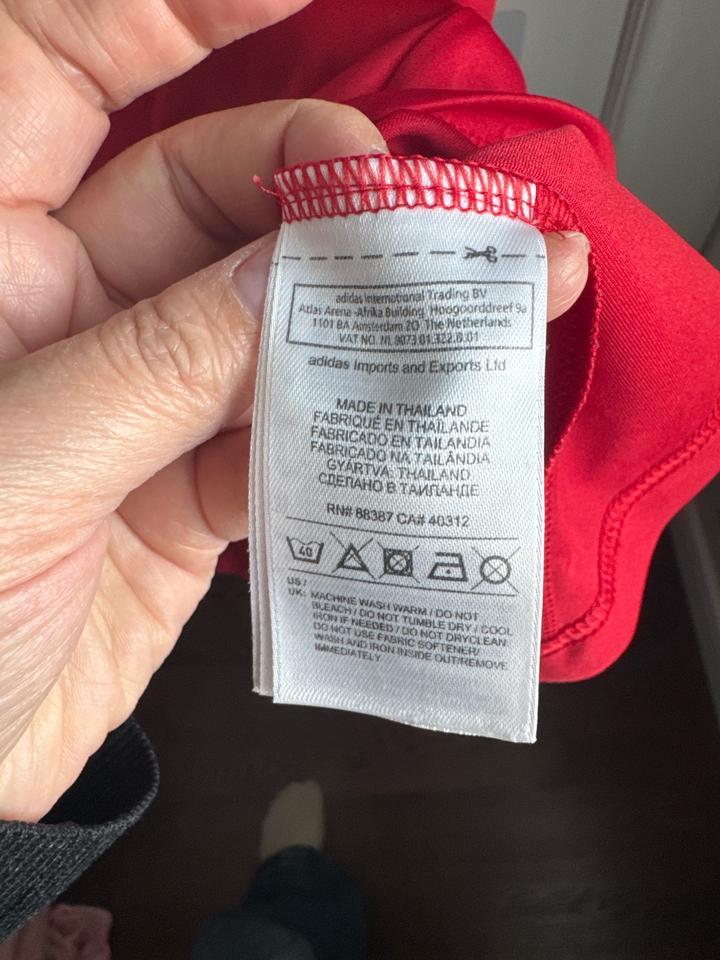 adidas International Trading BV
Atlas Arena -Afrika Building, Hoogoorddreef 9a
1101 BA Amsterdam ZO The Netherlands
VAT NO. NL 8073.01.322.B.01
adidas Imports and Exports Ltd
MADE IN THAILAND
FABRIQUÉ EN THAÏLANDE
FABRICADO EN TAILANDIA
FABRICADO NA TAILÂNDIA
GYÁRTVA: THAILAND
СДЕЛАНО В ТАИЛАНДЕ
RN# 88387 CA# 40312
40
US /
UK: MACHINE WASH WARM / DO NOT
BLEACH / DO NOT TUMBLE DRY / COOL
IRON IF NEEDED / DO NOT DRYCLEAN
DO NOT USE FABRIC SOFTENER/
WASH AND IRON INSIDE OUT/REMOVE
IMMEDIATELY